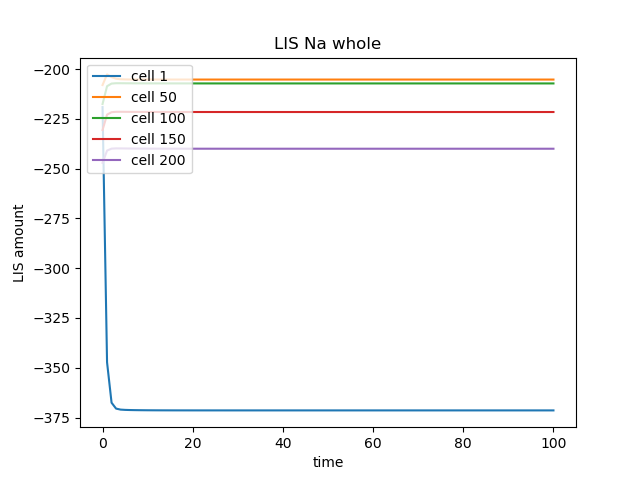 LIS Na whole
−200
−225
−250
−275
−300
−325
−350
−375
LIS amount
cell 1
cell 50
cell 100
cell 150
cell 200
0
20
40
60
80
100
time